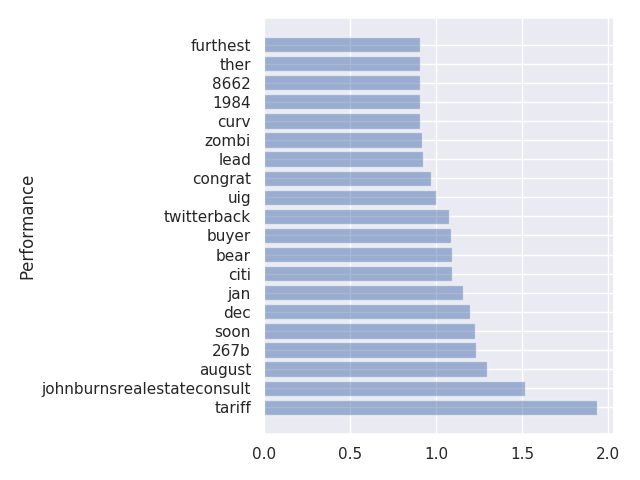 furthest
ther
8662
1984
curv
zombi
lead
congrat
uig
twitterback
buyer
bear
citi
jan
dec
soon
267b
august
johnburnsrealestateconsult
tariff
Performance
0.0 0.5 1.0 1.5 2.0